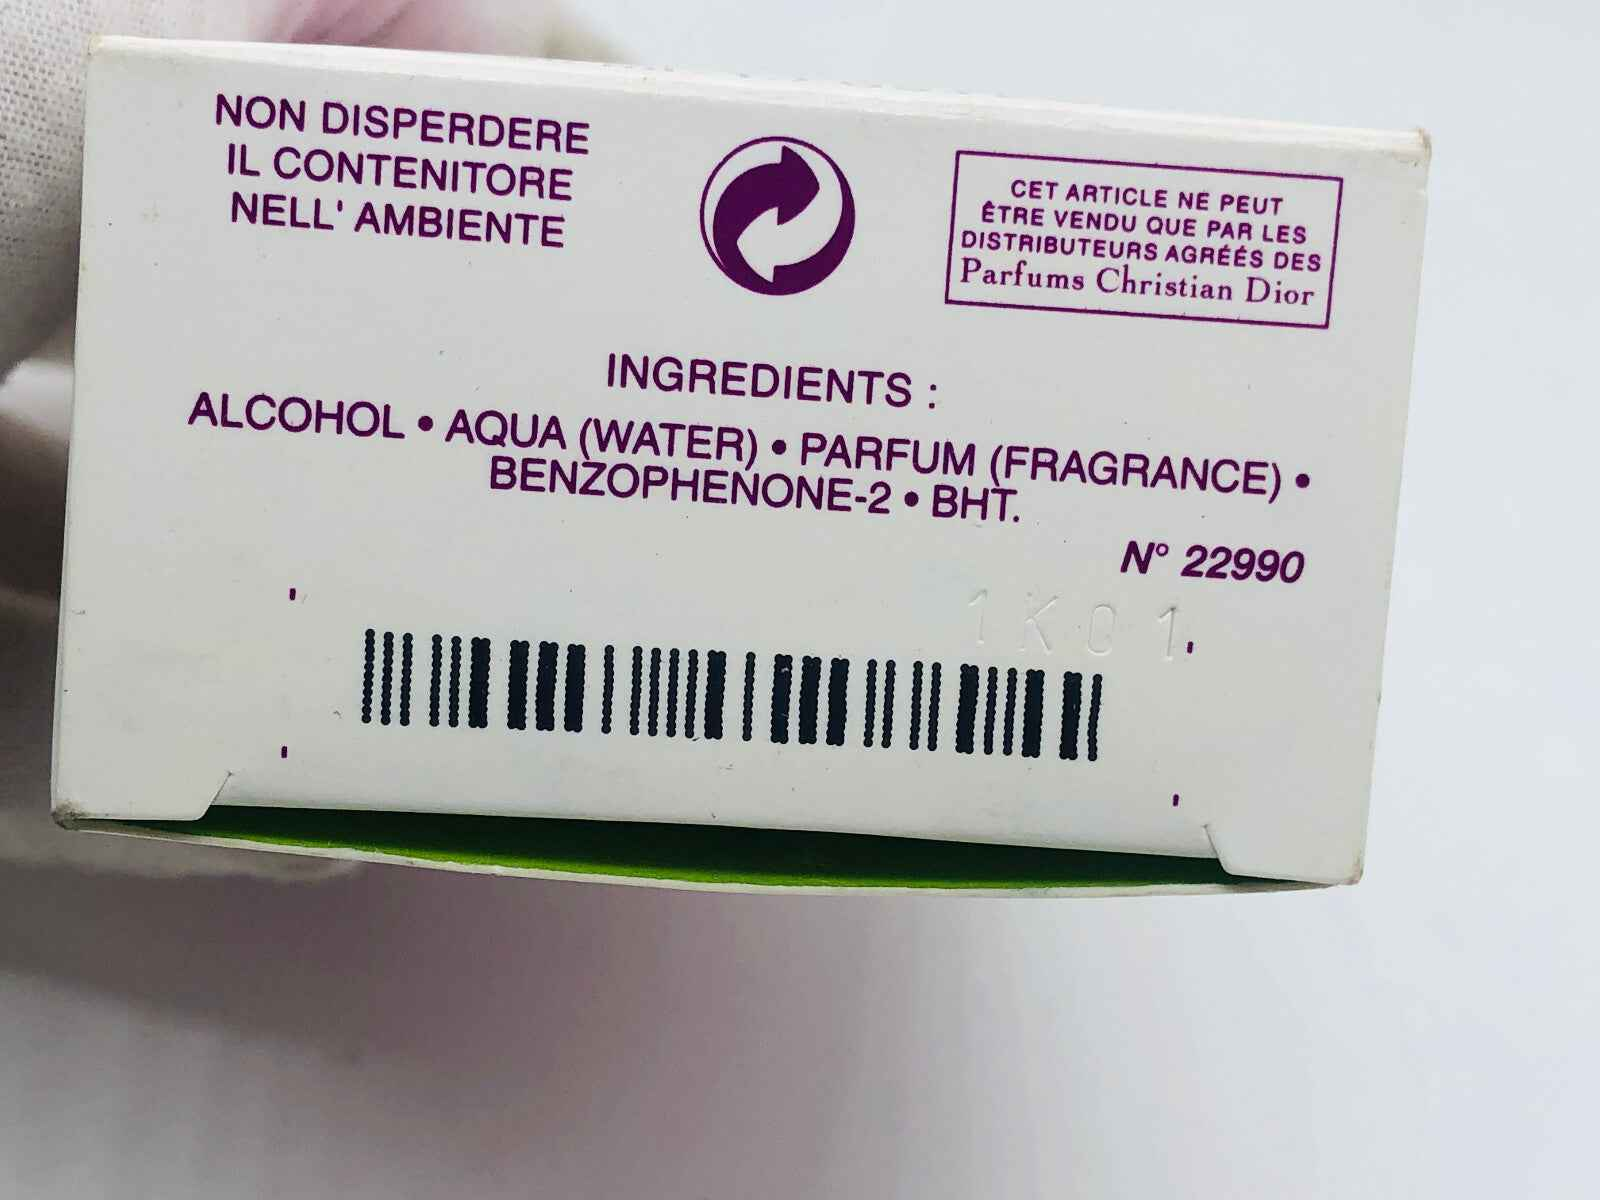 NON DISPERDERE
IL CONTENITORE
NELL' AMBIENTE
CET ARTICLE NE PEUT
ÊTRE VENDU QUE PAR LES
DISTRIBUTEURS AGRÉÉS DES
Parfums Christian Dior
INGREDIENTS :
ALCOHOL • AQUA (WATER) • PARFUM (FRAGRANCE) •
BENZOPHENONE-2 • BHT.
N° 22990
1K01